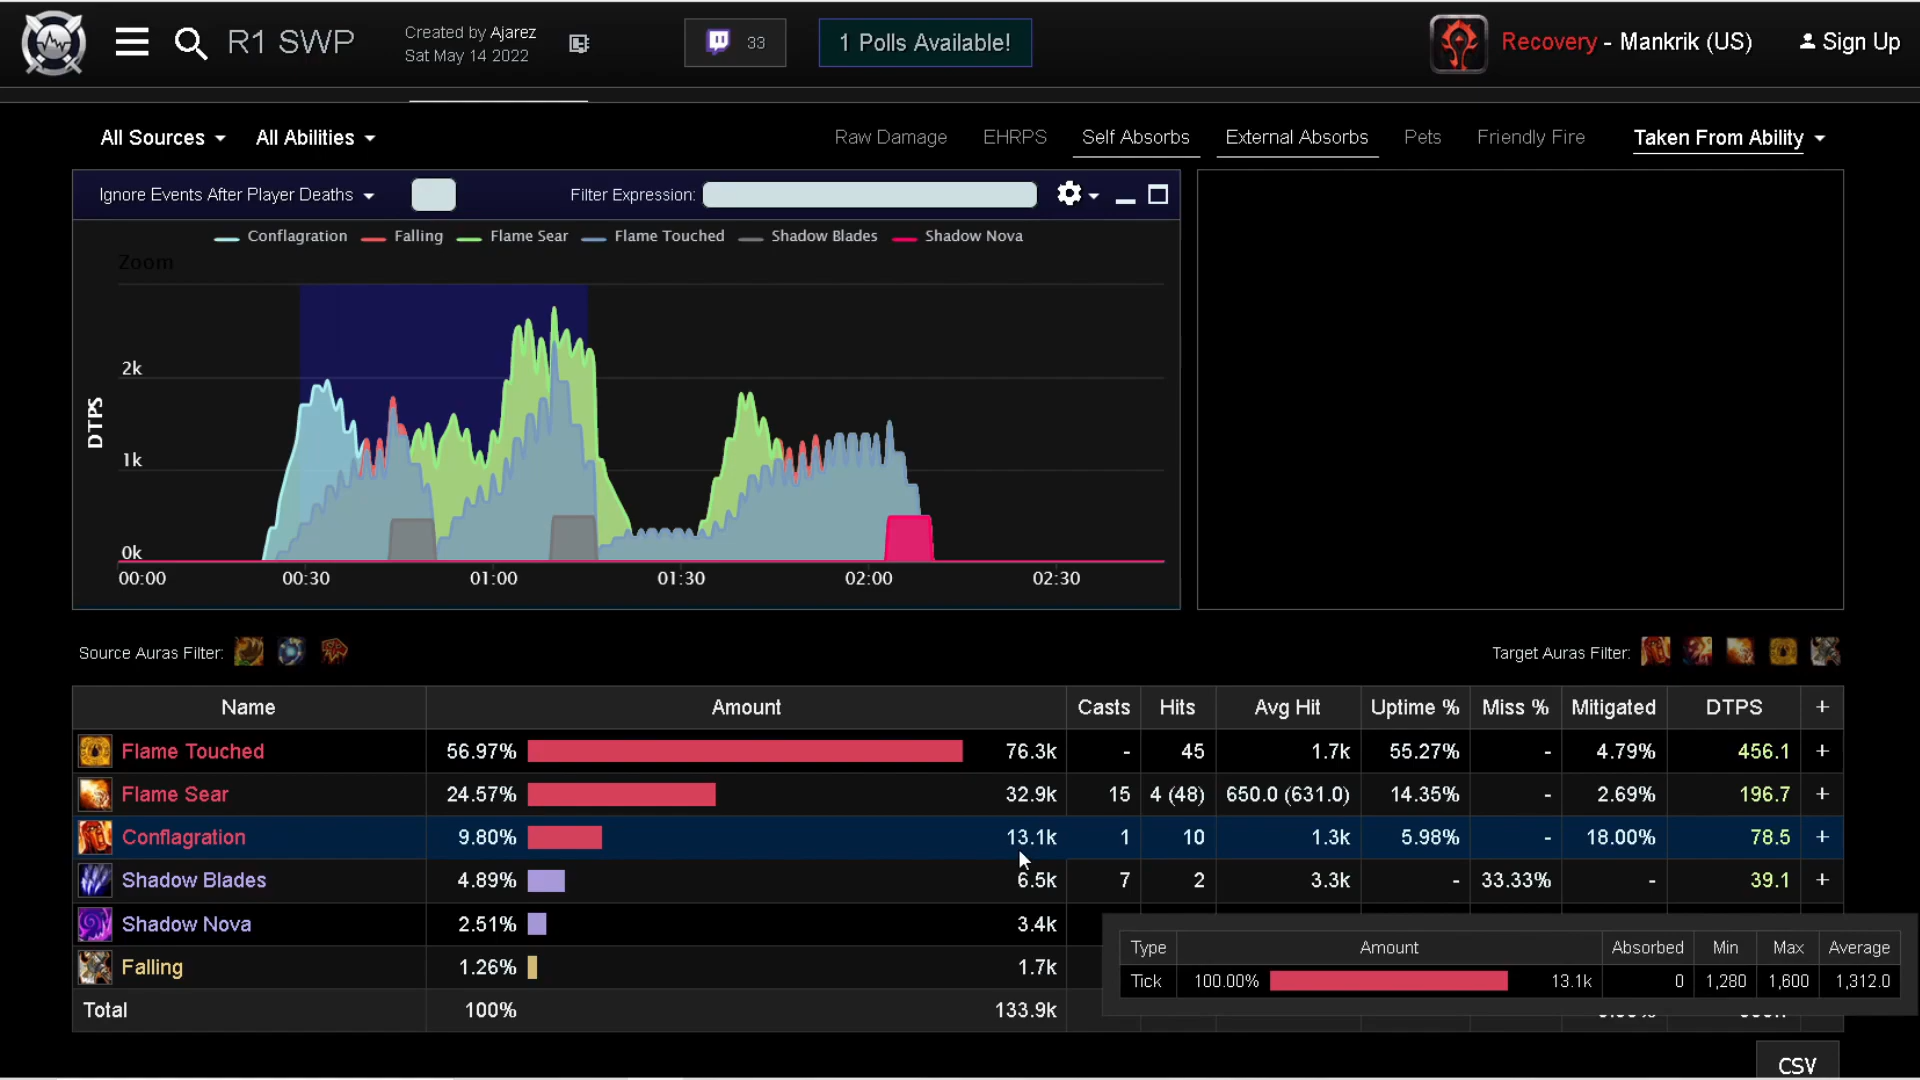 R1 SWP
Created by Ajarez
Sat May 14 2022
33
1 Polls Available!
Recovery - Mankrik (US)
Sign Up
All Sources
All Abilities
Raw Damage
EHRPS
Self Absorbs
External Absorbs
Pets
Friendly Fire
Taken From Ability
Ignore Events After Player Deaths
Filter Expression:
Conflagration Falling Flame Sear Flame Touched Shadow Blades Shadow Nova
Zoom
DTPS
2k
1k
0k
00:00 00:30 01:00 01:30 02:00 02:30
Source Auras Filter:
Target Auras Filter:
Name Amount Casts Hits Avg Hit Uptime % Miss % Mitigated DTPS +
Flame Touched 56.97% 76.3k - 45 1.7k 55.27% - 4.79% 456.1 +
Flame Sear 24.57% 32.9k 15 4 (48) 650.0 (631.0) 14.35% - 2.69% 196.7 +
Conflagration 9.80% 13.1k 1 10 1.3k 5.98% - 18.00% 78.5 +
Shadow Blades 4.89% 6.5k 7 2 3.3k - 33.33% - 39.1 +
Shadow Nova 2.51% 3.4k
Falling 1.26% 1.7k
Total 100% 133.9k
Type Amount Absorbed Min Max Average
Tick 100.00% 13.1k 0 1,280 1,600 1,312.0
CSV